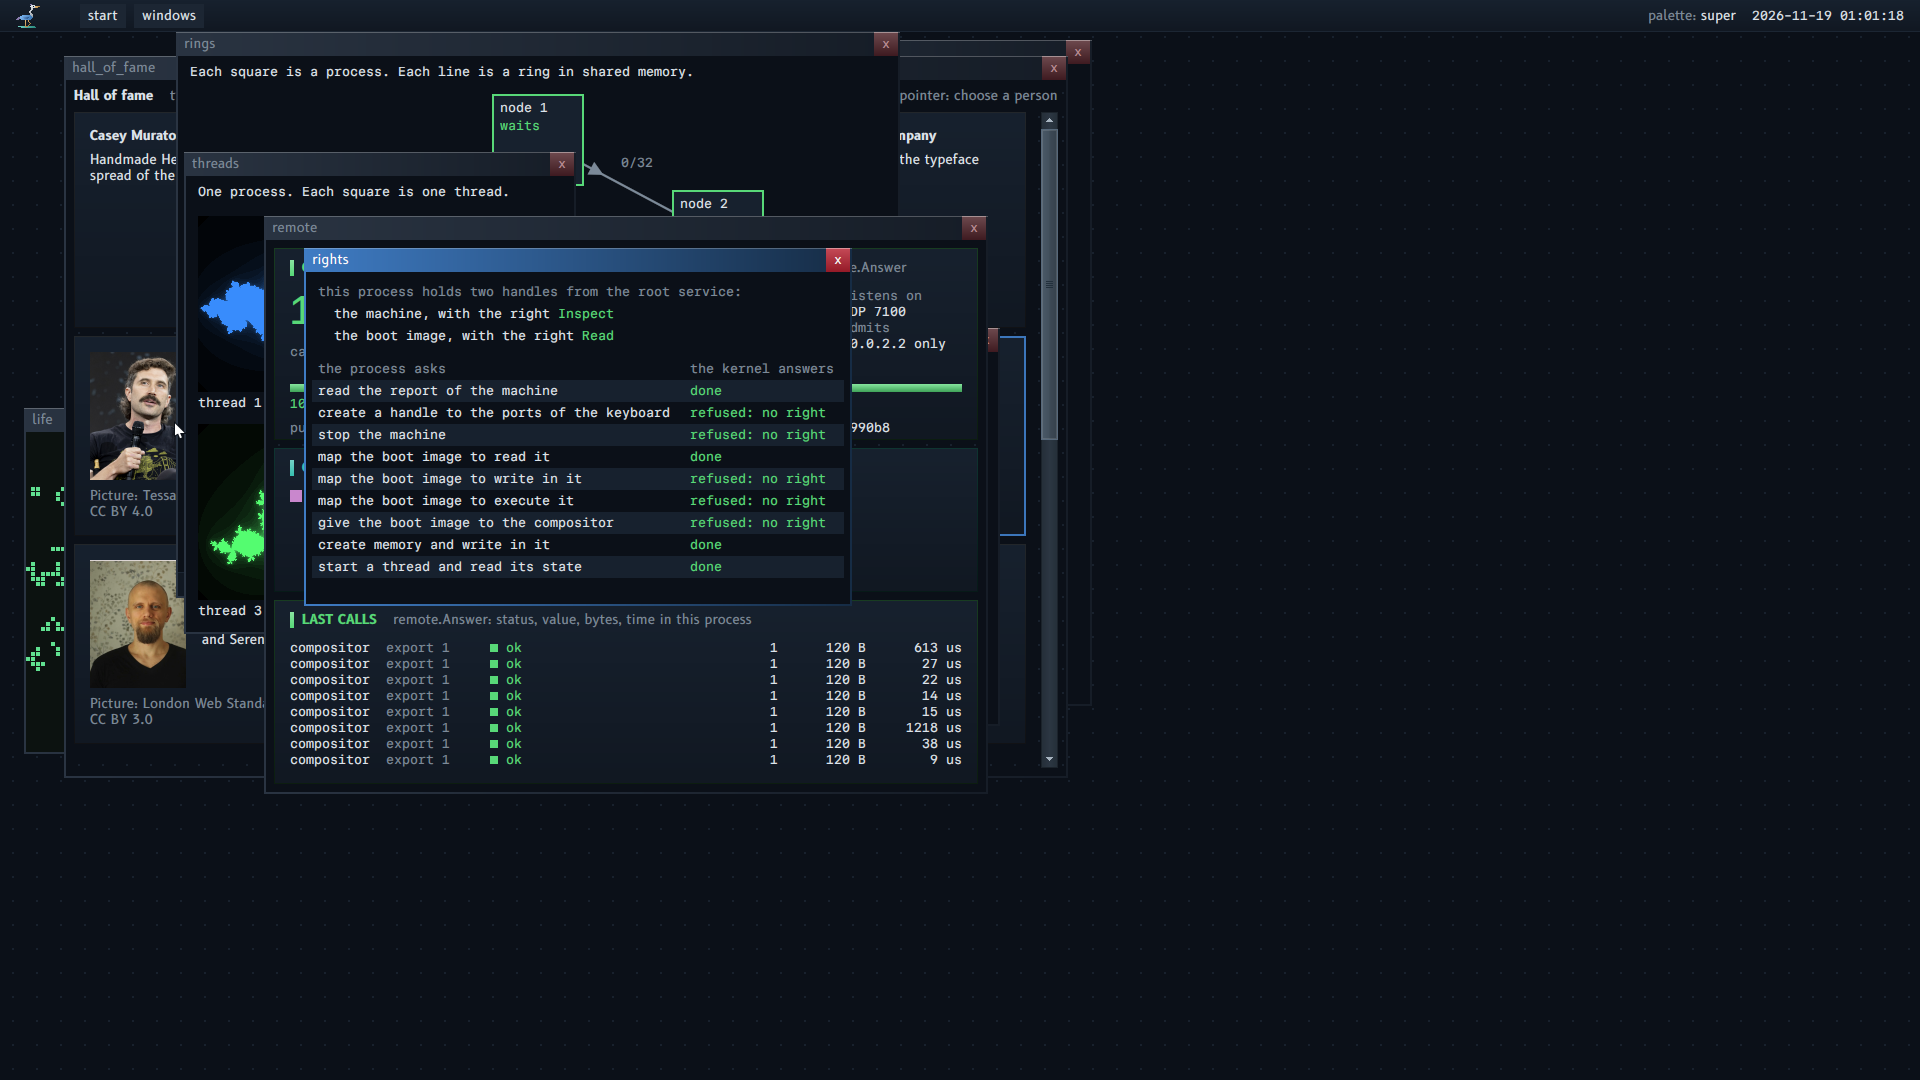 start windows palette: super 2026-11-19 01:01:18
rings x
Each square is a process. Each line is a ring in shared memory.
node 1
waits
0/32
node 2
x
hall_of_fame x
Hall of fame
pointer: choose a person
Casey
Handmade
spread of the
the typeface
Picture: Tessa
CC BY 4.0
and
Picture: London Web
CC BY 3.0
life
threads x
One process. Each square is one thread.
thread 1
thread 3
remote x
listens on
UDP 7100
admits
only
990b8
rights x
this process holds two handles from the root service:
the machine, with the right Inspect
the boot image, with the right Read
the process asks the kernel answers
read the report of the machine done
create a handle to the ports of the keyboard refused: no right
stop the machine refused: no right
map the boot image to read it done
map the boot image to write in it refused: no right
map the boot image to execute it refused: no right
give the boot image to the compositor refused: no right
create memory and write in it done
start a thread and read its state done
LAST CALLS remote.Answer: status, value, bytes, time in this process
compositor export 1 ok 1 120 B 613 us
compositor export 1 ok 1 120 B 27 us
compositor export 1 ok 1 120 B 22 us
compositor export 1 ok 1 120 B 14 us
compositor export 1 ok 1 120 B 15 us
compositor export 1 ok 1 120 B 1218 us
compositor export 1 ok 1 120 B 38 us
compositor export 1 ok 1 120 B 9 us